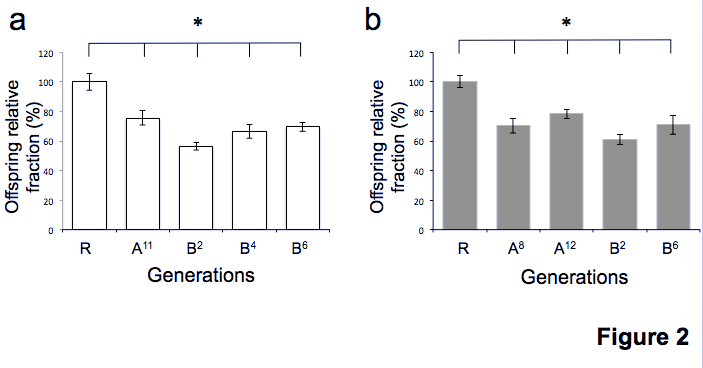 a
*
120
100
80
60
40
20
0
Offspring relative
fraction (%)
R A¹¹ B² B⁴ B⁶
Generations
b
*
120
100
80
60
40
20
0
Offspring relative
fraction (%)
R A⁸ A¹² B² B⁶
Generations
Figure 2